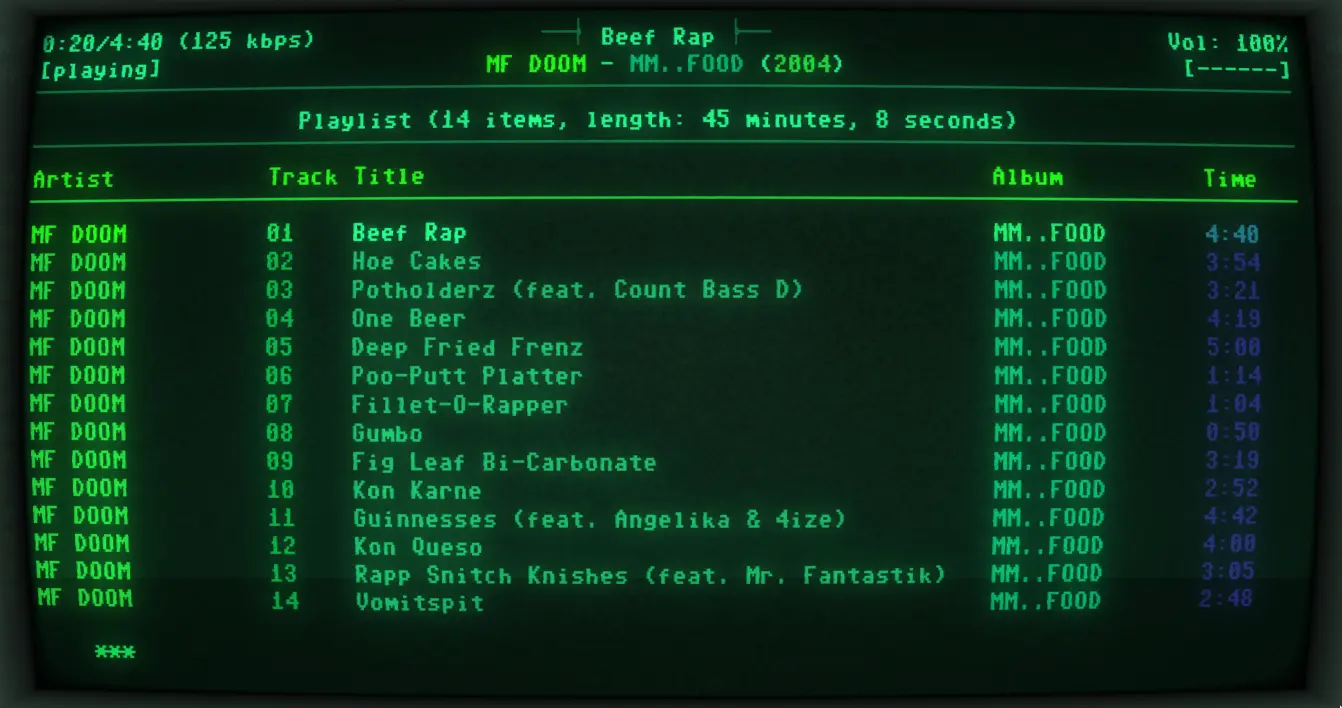 0:20/4:40 (125 kbps) Beef Rap Vol: 100%
[playing] MF DOOM - MM..FOOD (2004) [------]
Playlist (14 items, length: 45 minutes, 8 seconds)
Artist Track Title Album Time
MF DOOM 01 Beef Rap MM..FOOD 4:40
MF DOOM 02 Hoe Cakes MM..FOOD 3:54
MF DOOM 03 Potholderz (feat. Count Bass D) MM..FOOD 3:21
MF DOOM 04 One Beer MM..FOOD 4:19
MF DOOM 05 Deep Fried Frenz MM..FOOD 5:00
MF DOOM 06 Poo-Putt Platter MM..FOOD 1:14
MF DOOM 07 Fillet-O-Rapper MM..FOOD 1:04
MF DOOM 08 Gumbo MM..FOOD 0:50
MF DOOM 09 Fig Leaf Bi-Carbonate MM..FOOD 3:19
MF DOOM 10 Kon Karne MM..FOOD 2:52
MF DOOM 11 Guinnesses (feat. Angelika & 4ize) MM..FOOD 4:42
MF DOOM 12 Kon Queso MM..FOOD 4:00
MF DOOM 13 Rapp Snitch Knishes (feat. Mr. Fantastik) MM..FOOD 3:05
MF DOOM 14 Vomitspit MM..FOOD 2:48
***